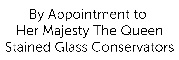 By Appointment to
Her Majesty The Queen
Stained Glass Conservators